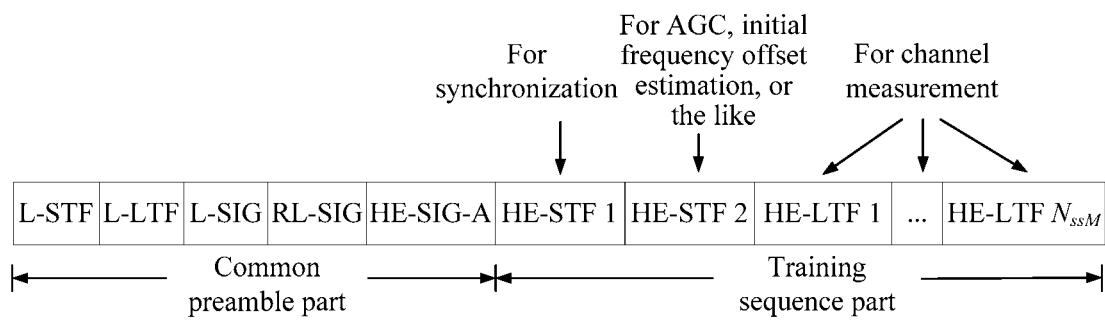 For
synchronization
For AGC, initial
frequency offset
estimation, or
the like
For channel
measurement
L-STF L-LTF L-SIG RL-SIG HE-SIG-A HE-STF 1 HE-STF 2 HE-LTF 1 ... HE-LTF NssM
Common
preamble part
Training
sequence part